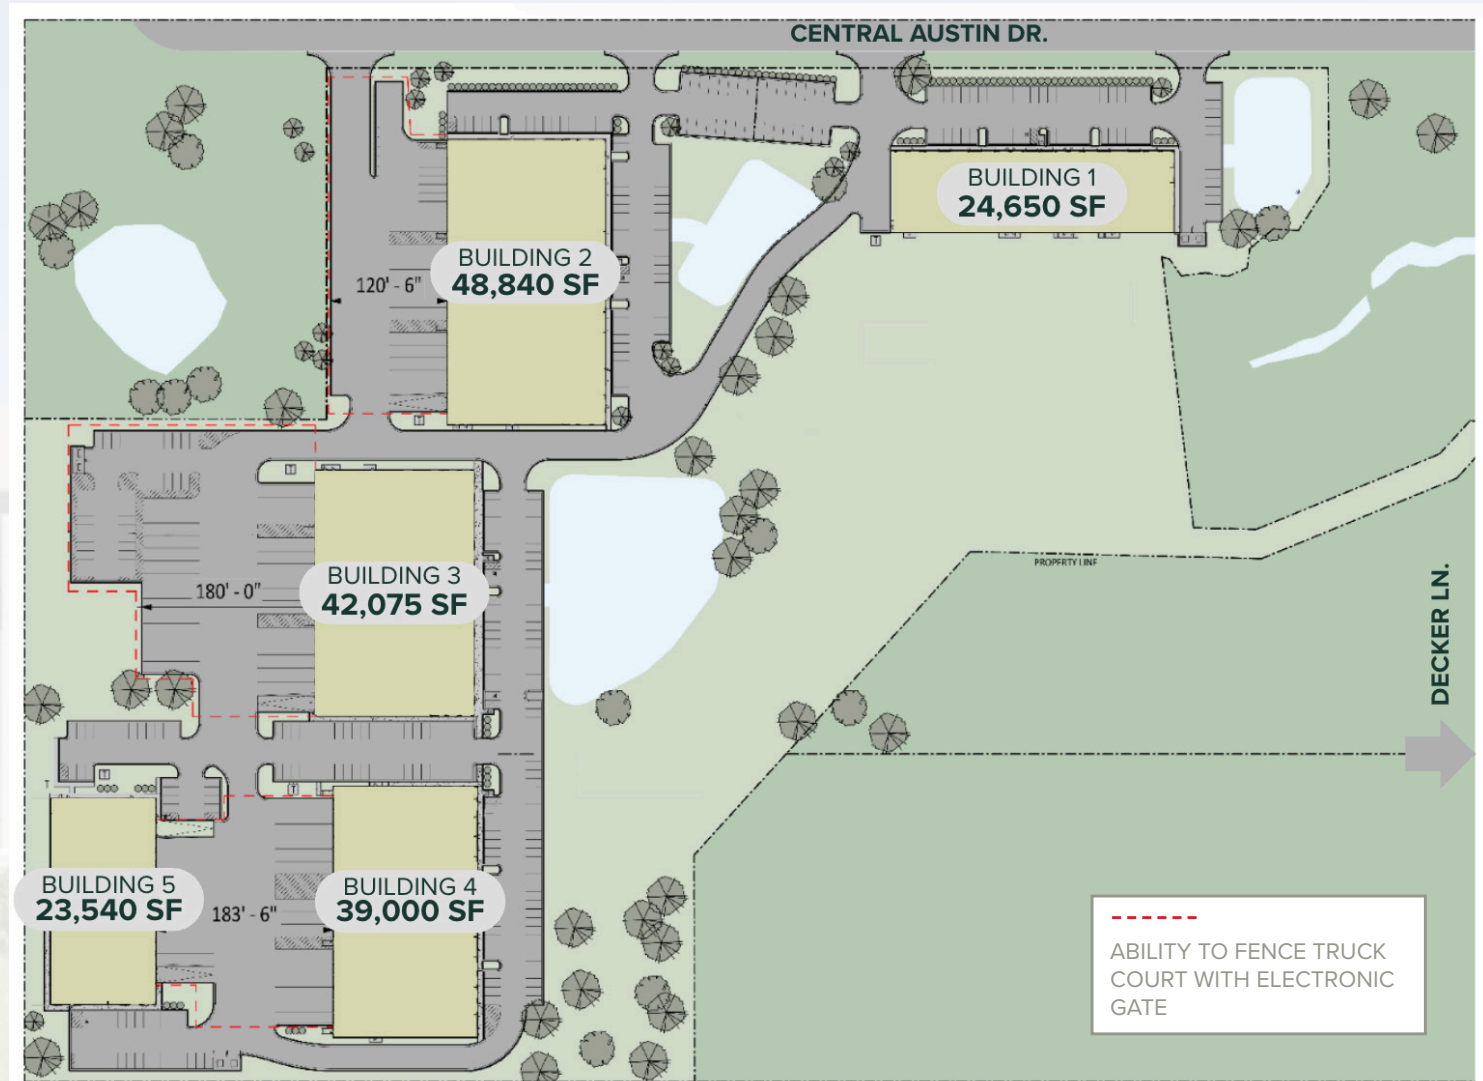 CENTRAL AUSTIN DR.
BUILDING 1
24,650 SF
T
BUILDING 2
48,840 SF
120' - 6"
T
T
BUILDING 3
42,075 SF
180' - 0"
PROPERTY LINE
DECKER LN.
T
T
T
BUILDING 5
23,540 SF
183' - 6"
BUILDING 4
39,000 SF
ABILITY TO FENCE TRUCK
COURT WITH ELECTRONIC
GATE